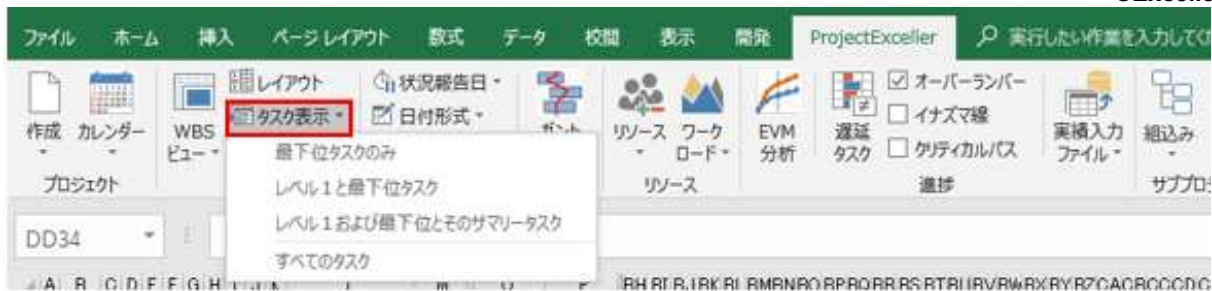 ファイル ホーム 挿入 ページ レイアウト 数式 データ 校閲 表示 開発 ProjectExceller 実行したい作業を入力してく
レイアウト 状況報告日 オーバーランバー
タスク表示 日付形式 イナズマ線
作成 カレンダー WBS ビュー リソース ワークロード EVM 分析 遅延タスク クリティカルパス 実績入力ファイル 組込み
最下位タスクのみ
プロジェクト レベル1と最下位タスク リソース 進捗
レベル1および最下位とそのサマリータスク
DD34
すべてのタスク